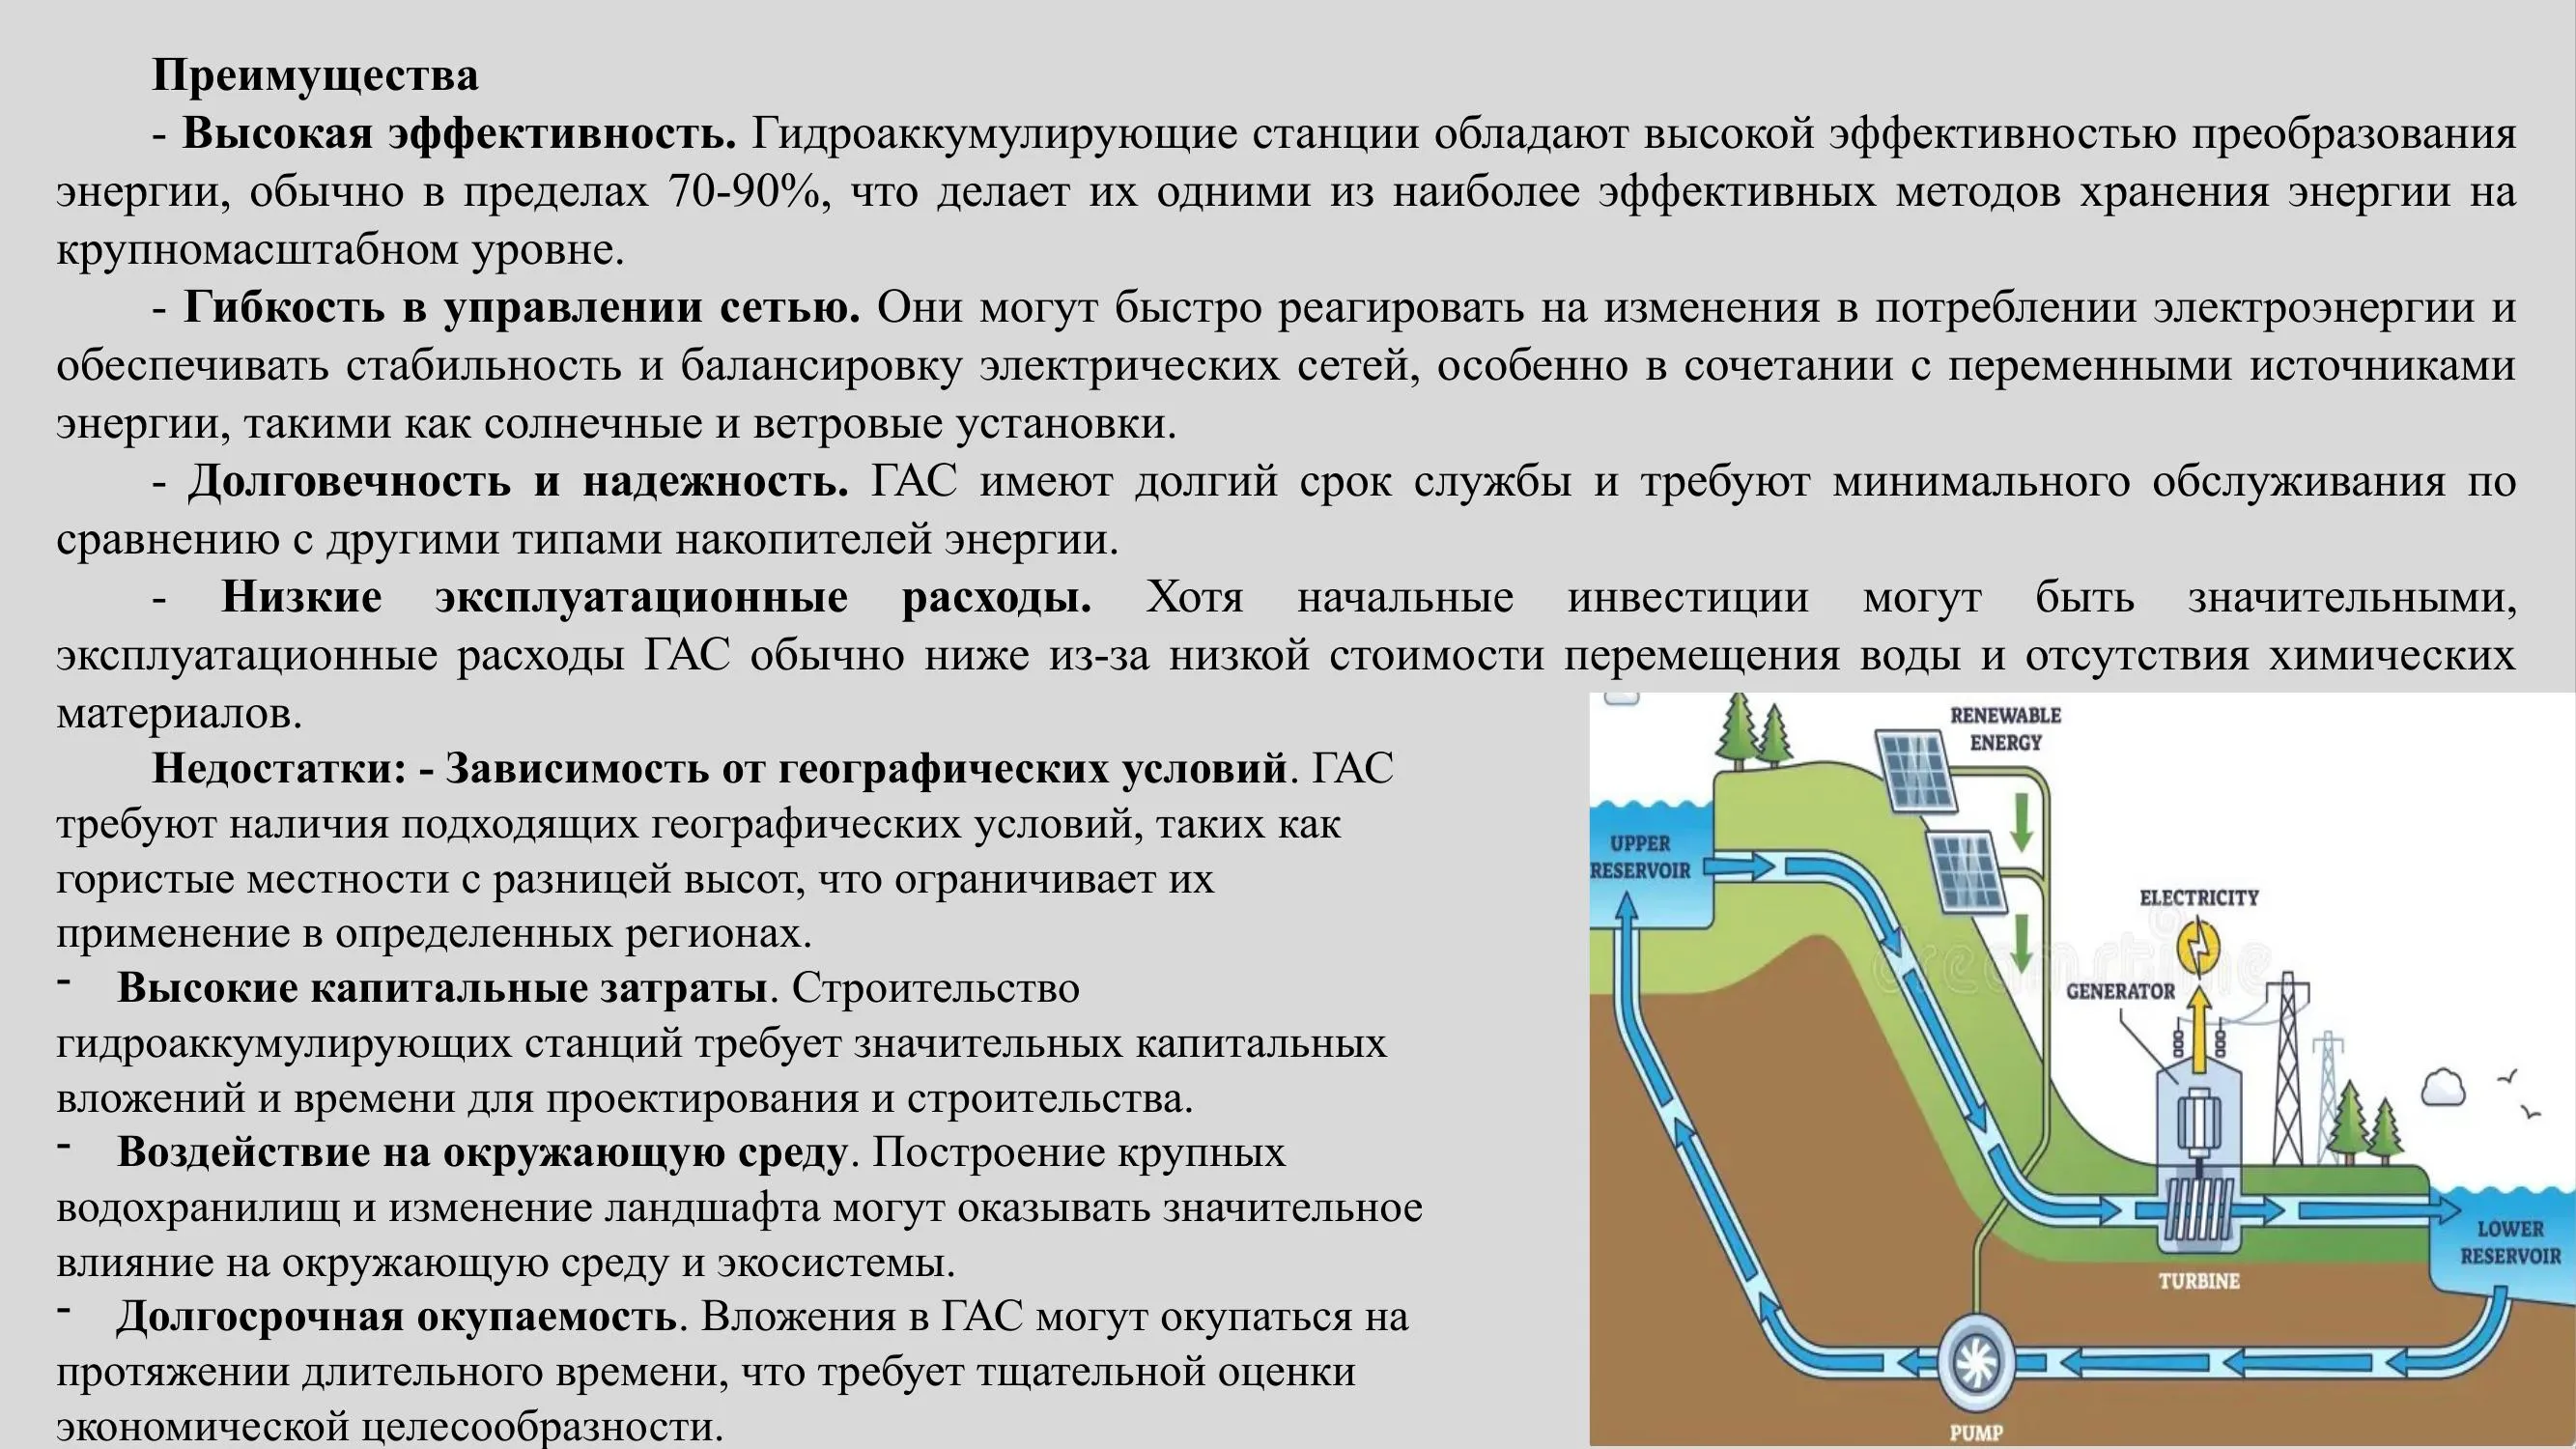 Преимущества
- Высокая эффективность. Гидроаккумулирующие станции обладают высокой эффективностью преобразования
энергии, обычно в пределах 70-90%, что делает их одними из наиболее эффективных методов хранения энергии на
крупномасштабном уровне.
- Гибкость в управлении сетью. Они могут быстро реагировать на изменения в потреблении электроэнергии и
обеспечивать стабильность и балансировку электрических сетей, особенно в сочетании с переменными источниками
энергии, такими как солнечные и ветровые установки.
- Долговечность и надежность. ГАС имеют долгий срок службы и требуют минимального обслуживания по
сравнению с другими типами накопителей энергии.
- Низкие эксплуатационные расходы. Хотя начальные инвестиции могут быть значительными,
эксплуатационные расходы ГАС обычно ниже из-за низкой стоимости перемещения воды и отсутствия химических
материалов.
Недостатки: - Зависимость от географических условий. ГАС
требуют наличия подходящих географических условий, таких как
гористые местности с разницей высот, что ограничивает их
применение в определенных регионах.
- Высокие капитальные затраты. Строительство
гидроаккумулирующих станций требует значительных капитальных
вложений и времени для проектирования и строительства.
- Воздействие на окружающую среду. Построение крупных
водохранилищ и изменение ландшафта могут оказывать значительное
влияние на окружающую среду и экосистемы.
- Долгосрочная окупаемость. Вложения в ГАС могут окупаться на
протяжении длительного времени, что требует тщательной оценки
экономической целесообразности.
RENEWABLE
ENERGY
UPPER
RESERVOIR
ELECTRICITY
dreamstime
GENERATOR
LOWER
RESERVOIR
TURBINE
PUMP